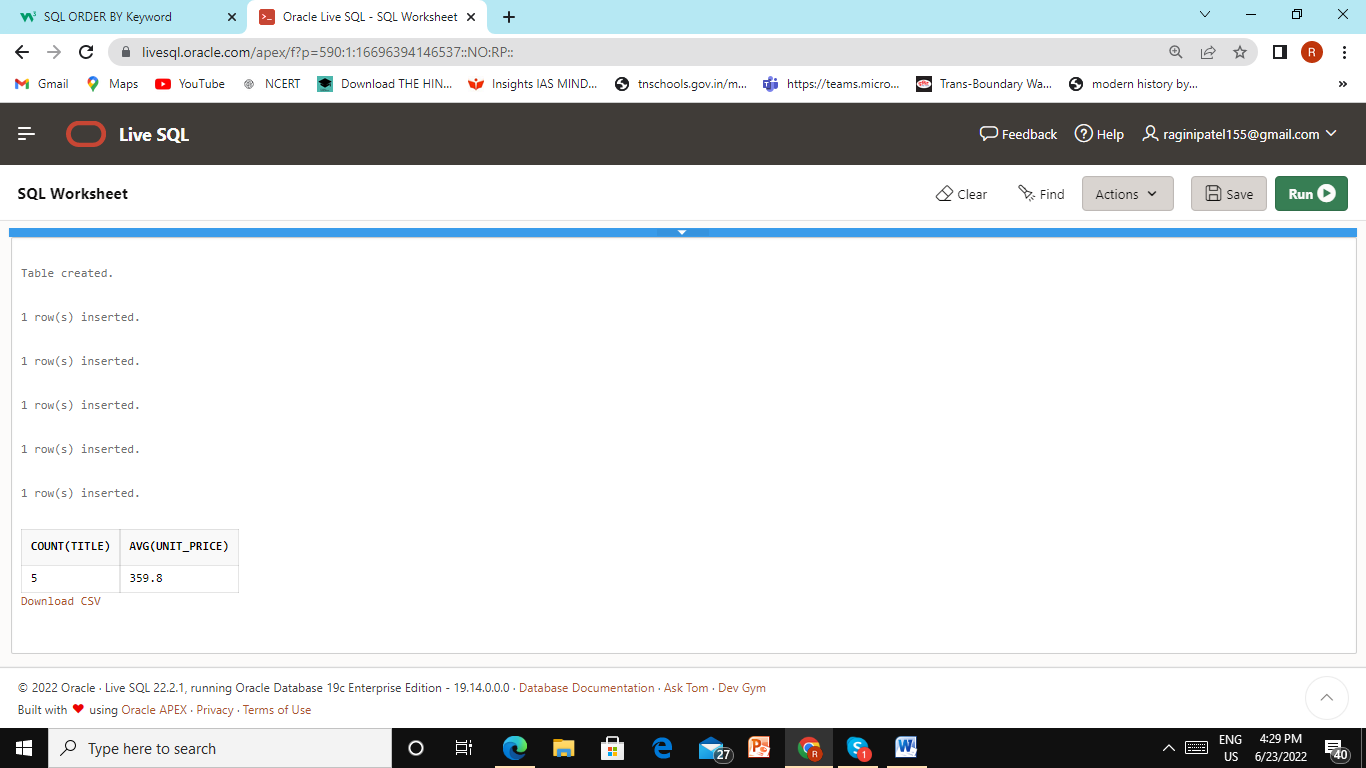 SQL ORDER BY Keyword
Oracle Live SQL - SQL Worksheet
livesql.oracle.com/apex/f?p=590:1:16696394146537::NO:RP::
R
Gmail Maps YouTube NCERT Download THE HIN... Insights IAS MIND... tnschools.gov.in/m... https://teams.micro... Trans-Boundary Wa... modern history by... »
Live SQL
Feedback Help raginipatel155@gmail.com
SQL Worksheet
Clear Find Actions Save Run
Table created.
1 row(s) inserted.
1 row(s) inserted.
1 row(s) inserted.
1 row(s) inserted.
1 row(s) inserted.
COUNT(TITLE) AVG(UNIT_PRICE)
5 359.8
Download CSV
© 2022 Oracle · Live SQL 22.2.1, running Oracle Database 19c Enterprise Edition - 19.14.0.0.0 · Database Documentation · Ask Tom · Dev Gym
Built with ❤ using Oracle APEX · Privacy · Terms of Use
Type here to search
27
R
1
ENG
US
4:29 PM
6/23/2022
40